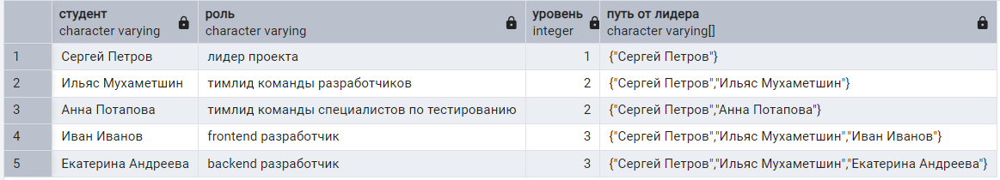 студент роль уровень путь от лидера
character varying character varying integer character varying[]
1 Сергей Петров лидер проекта 1 {"Сергей Петров"}
2 Ильяс Мухаметшин тимлид команды разработчиков 2 {"Сергей Петров","Ильяс Мухаметшин"}
3 Анна Потапова тимлид команды специалистов по тестированию 2 {"Сергей Петров","Анна Потапова"}
4 Иван Иванов frontend разработчик 3 {"Сергей Петров","Ильяс Мухаметшин","Иван Иванов"}
5 Екатерина Андреева backend разработчик 3 {"Сергей Петров","Ильяс Мухаметшин","Екатерина Андреева"}